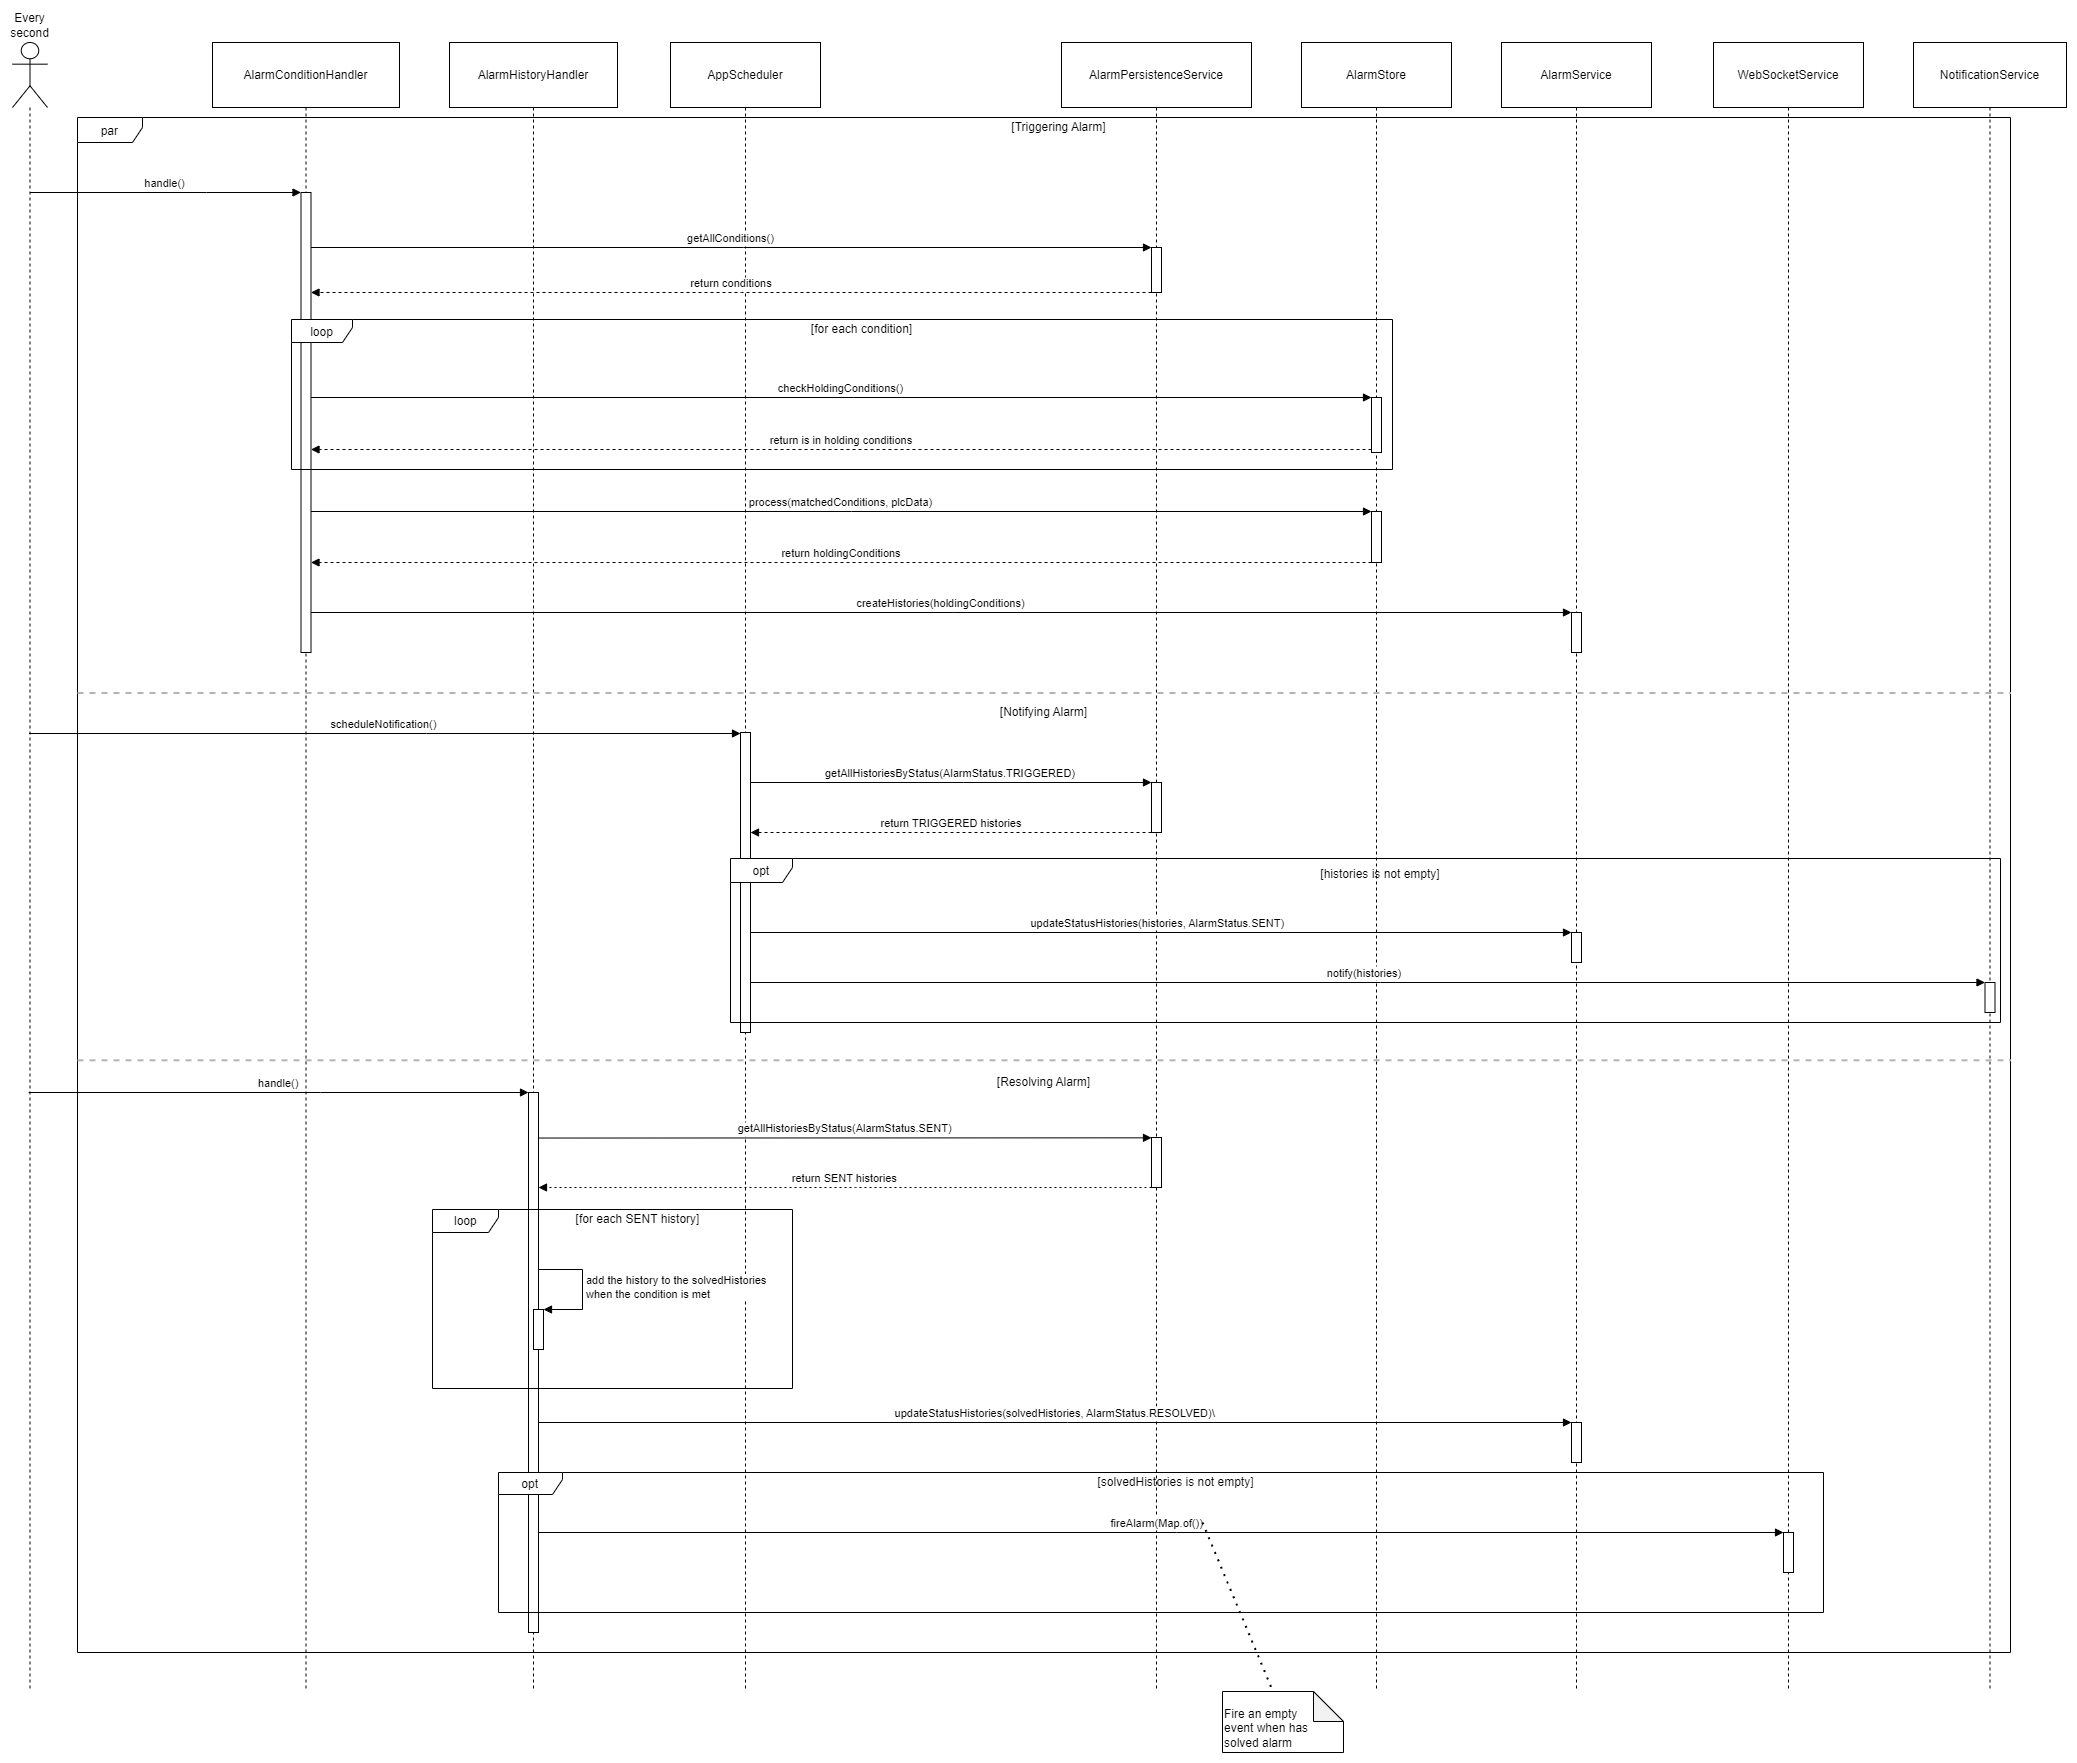 Every
second
AlarmConditionHandler
AlarmHistoryHandler
AppScheduler
AlarmPersistenceService
AlarmStore
AlarmService
WebSocketService
NotificationService
par
[Triggering Alarm]
handle()
getAllConditions()
return conditions
loop
[for each condition]
checkHoldingConditions()
return is in holding conditions
process(matchedConditions, plcData)
return holdingConditions
createHistories(holdingConditions)
[Notifying Alarm]
scheduleNotification()
getAllHistoriesByStatus(AlarmStatus.TRIGGERED)
return TRIGGERED histories
opt
[histories is not empty]
updateStatusHistories(histories, AlarmStatus.SENT)
notify(histories)
[Resolving Alarm]
handle()
getAllHistoriesByStatus(AlarmStatus.SENT)
return SENT histories
loop
[for each SENT history]
add the history to the solvedHistories
when the condition is met
updateStatusHistories(solvedHistories, AlarmStatus.RESOLVED)\
opt
[solvedHistories is not empty]
fireAlarm(Map.of())
Fire an empty
event when has
solved alarm